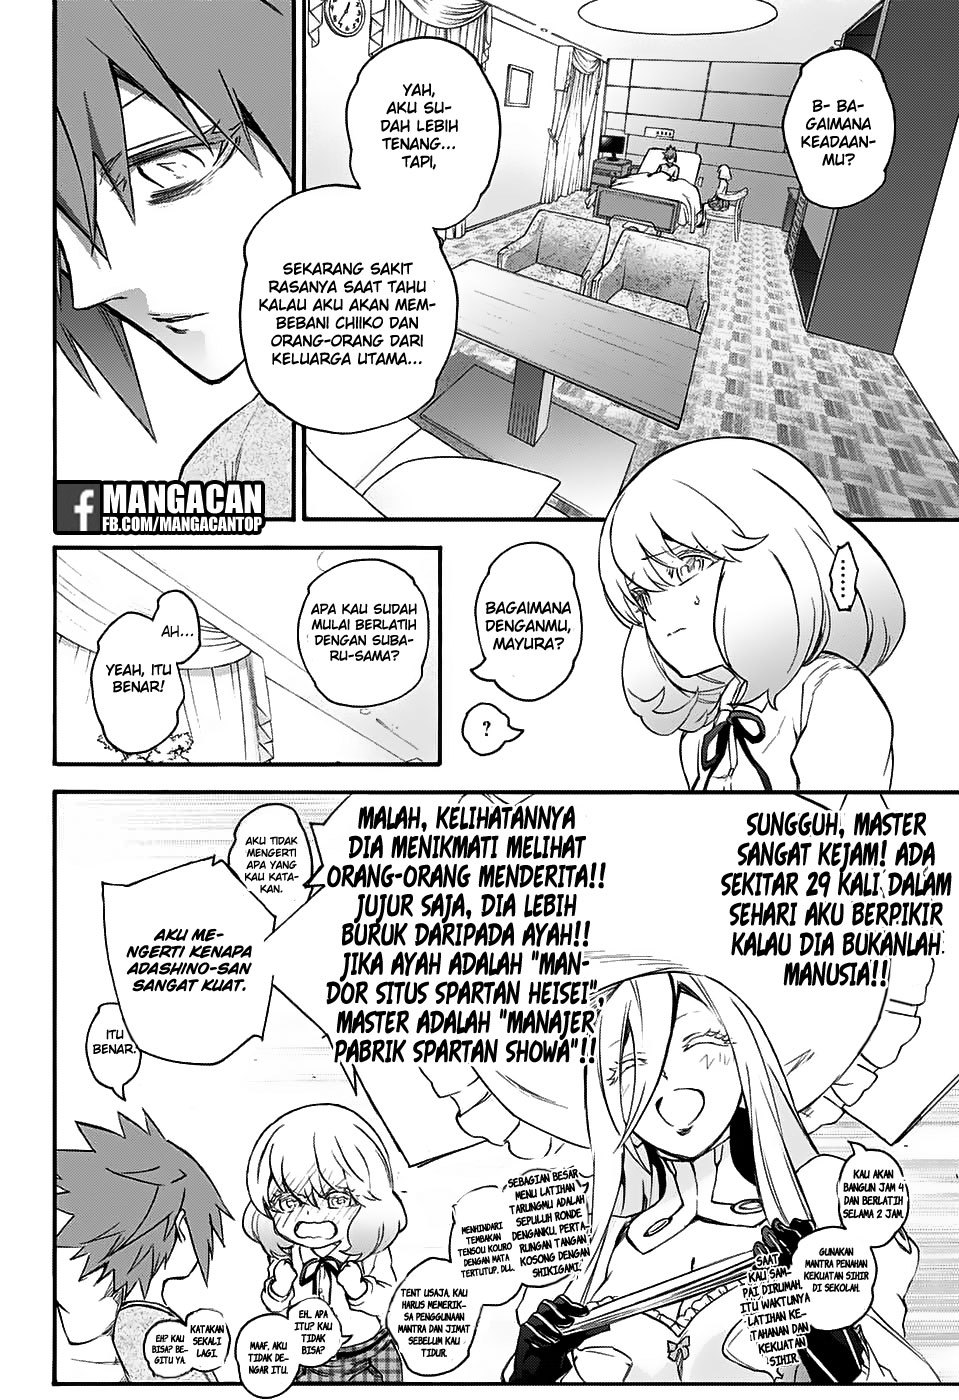 B- BA-
GAIMANA
KEADAAN-
MU?
YAH,
AKU SU-
DAH LEBIH
TENANG...
TAPI,
SEKARANG SAKIT
RASANYA SAAT TAHU
KALAU AKU AKAN MEM-
BEBANI CHIIKO DAN
ORANG-ORANG DARI
KELUARGA UTAMA...
MANGACAN
FB.COM/MANGACANTOP
BAGAIMANA
DENGANMU,
MAYURA?
?
APA KAU SUDAH
MULAI BERLATIH
DENGAN SUBA-
RU-SAMA?
AH...
YEAH, ITU
BENAR!
SUNGGUH, MASTER
SANGAT KEJAM! ADA
SEKITAR 29 KALI DALAM
SEHARI AKU BERPIKIR
KALAU DIA BUKANLAH
MANUSIA!!
MALAH, KELIHATANNYA
DIA MENIKMATI MELIHAT
ORANG-ORANG MENDERITA!!
JUJUR SAJA, DIA LEBIH
BURUK DARIPADA AYAH!!
JIKA AYAH ADALAH "MAN-
DOR SITUS SPARTAN HEISEI",
MASTER ADALAH "MANAJER
PABRIK SPARTAN SHOWA"!!
AKU TIDAK
MENGERTI
APA YANG
KAU KATA-
KAN.
AKU ME-
NGERTI KENAPA
ADASHINO-SAN
SANGAT KUAT.
ITU
BENAR.
KAU AKAN
BANGUN JAM 4
DAN BERLATIH
SELAMA 2 JAM.
GUNAKAN
MANTRA PENAHAN
KEKUATAN SIHIR
DI SEKOLAH.
SAAT
KAU SAM-
PAI DIRUMAH.
ITU WAKTUNYA
LATIHAN KE-
TAHANAN DAN
KEKUATAN
SIHIR.
SEBAGIAN BESAR
MENU LATIHAN
TARUNGMU ADALAH
SEPULUH RONDE
DENGANKU. PERTA-
RUNGAN TANGAN
KOSONG DENGAN
SHIKIGAMI.
MENHINDARI
TEMBAKAN
TENSOU KOURO
DENGAN MATA
TERTUTUP. DLL.
TENT USAJA KAU
HARUS MEMERIK-
SA PENGGUNAAN
MANTRA DAN JIMAT
SEBELUM KAU
TIDUR.
EH. APA
ITU? KAU
TIDAK
BISA?
MAAF. AKU
TIDAK DE-
NGAR ITU.
KATAKAN
SEKALI
LAGI.
EH? KAU
BISA? BE-
GITU YA.